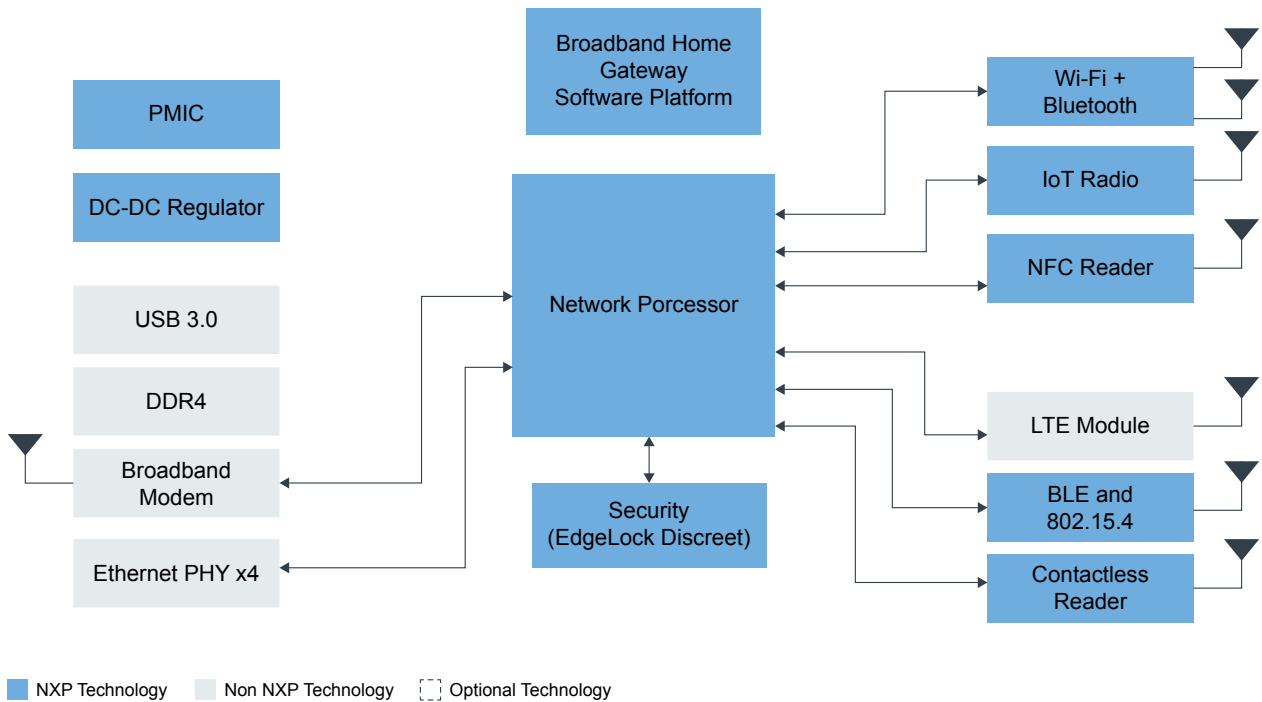 Broadband Home
Gateway
Software Platform
PMIC
DC-DC Regulator
USB 3.0
DDR4
Broadband
Modem
Ethernet PHY x4
Network Porcessor
Security
(EdgeLock Discreet)
Wi-Fi +
Bluetooth
IoT Radio
NFC Reader
LTE Module
BLE and
802.15.4
Contactless
Reader
NXP Technology
Non NXP Technology
Optional Technology